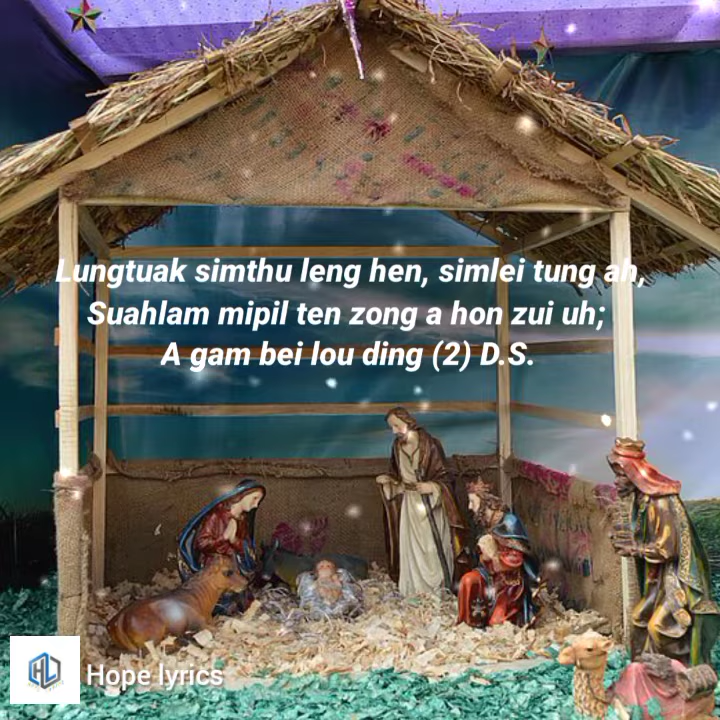 Lungtuak simthu leng hen, simlei tung ah,
Suahlam mipil ten zong a hon zui uh;
A gam bei lou ding (2) D.S.
HL
Hope lyrics